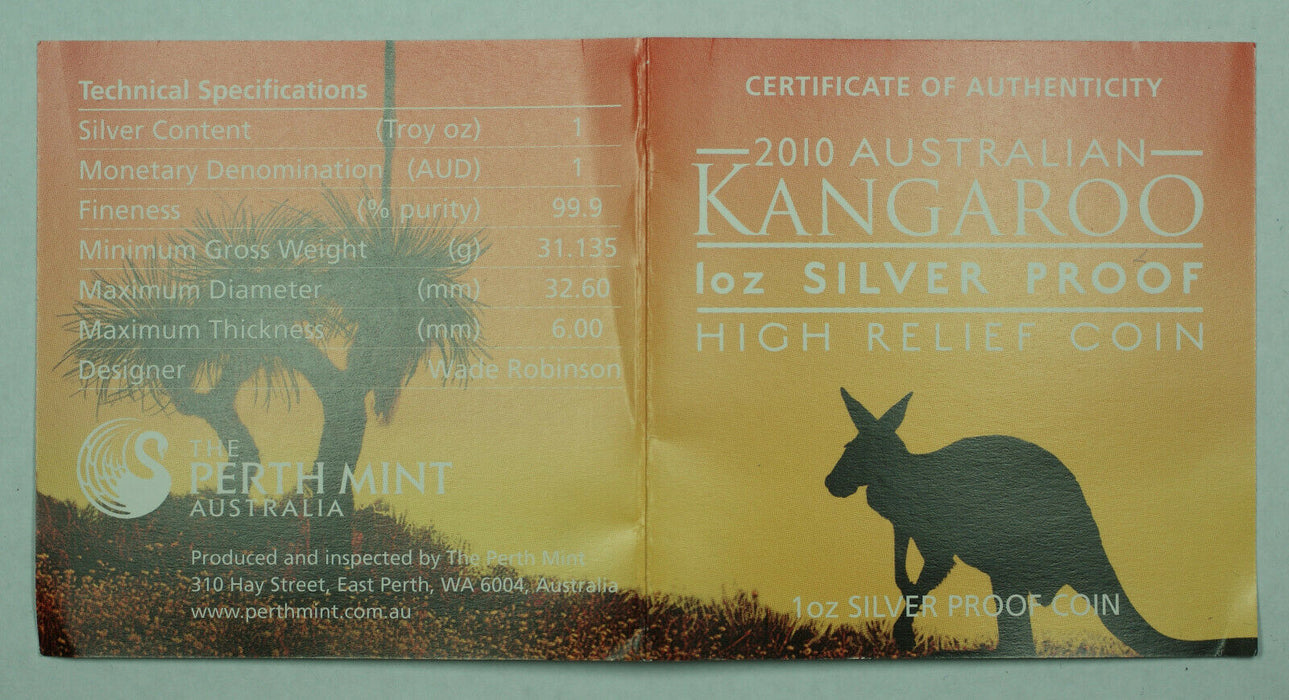 Technical Specifications
Silver Content (Troy oz) 1
Monetary Denomination (AUD) 1
Fineness (% purity) 99.9
Minimum Gross Weight (g) 31.135
Maximum Diameter (mm) 32.60
Maximum Thickness (mm) 6.00
Designer Wade Robinson
THE
PERTH MINT
AUSTRALIA
Produced and inspected by The Perth Mint
310 Hay Street, East Perth, WA 6004, Australia
www.perthmint.com.au
CERTIFICATE OF AUTHENTICITY
2010 AUSTRALIAN
KANGAROO
1oz SILVER PROOF
HIGH RELIEF COIN
1oz SILVER PROOF COIN